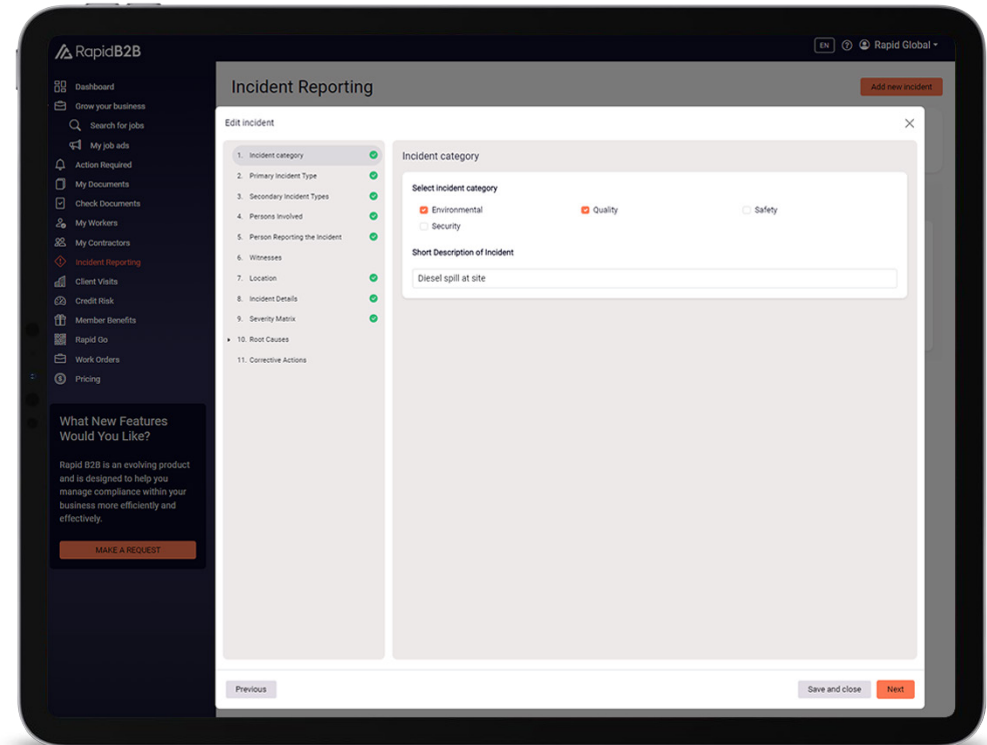 RapidB2B
EN
Rapid Global
Dashboard
Grow your business
Search for jobs
My job ads
Action Required
My Documents
Check Documents
My Workers
My Contractors
Incident Reporting
Client Visits
Credit Risk
Member Benefits
Rapid Go
Work Orders
Pricing
What New Features
Would You Like?
Rapid B2B is an evolving product
and is designed to help you
manage compliance within your
business more efficiently and
effectively.
MAKE A REQUEST
Incident Reporting
Add new incident
Edit incident
1. Incident category
2. Primary Incident Type
3. Secondary Incident Types
4. Persons Involved
5. Person Reporting the Incident
6. Witnesses
7. Location
8. Incident Details
9. Severity Matrix
10. Root Causes
11. Corrective Actions
Incident category
Select incident category
Environmental
Quality
Safety
Security
Short Description of Incident
Diesel spill at site
Previous
Save and close
Next